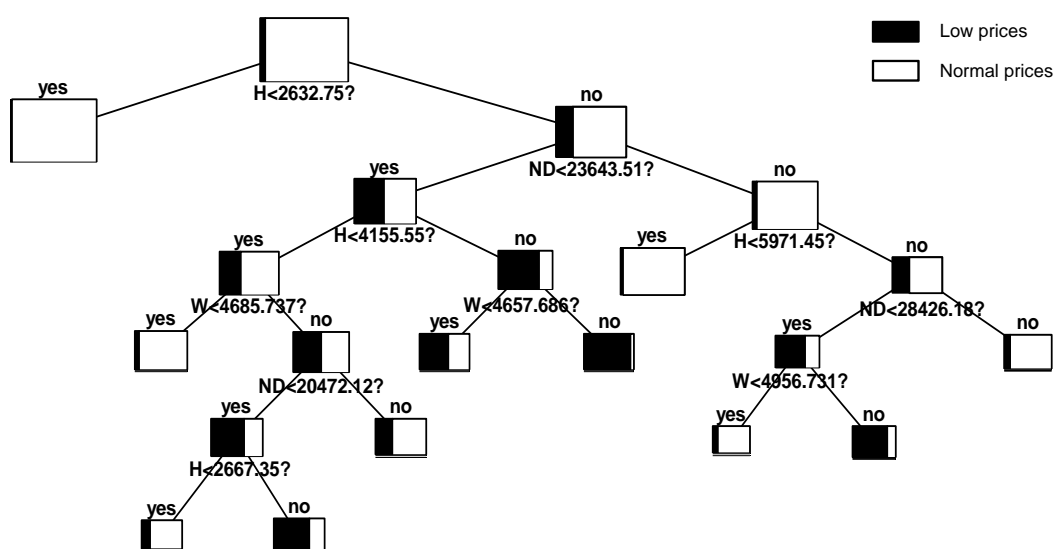 Low prices
Normal prices
yes
H<2632.75?
no
yes
ND<23643.51?
no
H<4155.55?
yes
H<5971.45?
yes
no
no
W<4685.737?
W<4657.686?
ND<28426.18?
yes
no
yes
no
yes
no
ND<20472.12?
W<4956.731?
yes
no
yes
no
H<2667.35?
yes
no